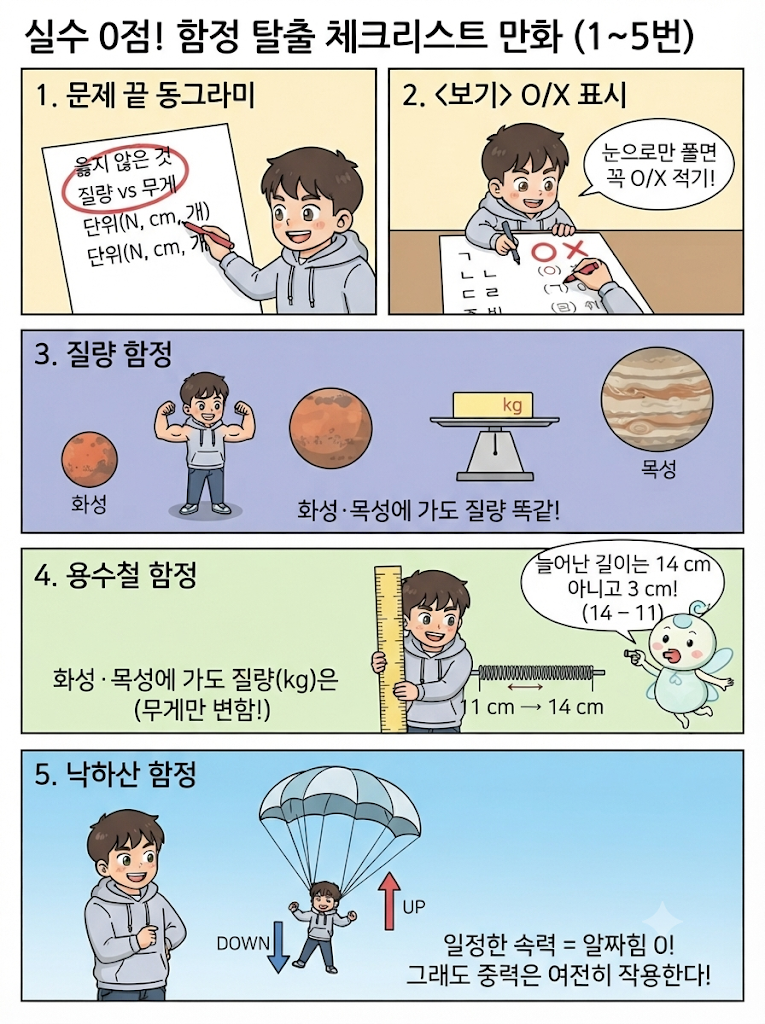 실수 0점! 함정 탈출 체크리스트 만화 (1~5번)
1. 문제 끝 동그라미
옳지 않은 것
질량 vs 무게
단위(N, cm, 개)
단위(N, cm, 개
2. <보기> O/X 표시
눈으로만 풀면
꼭 O/X 적기!
O X
ㄱ
ㄴ ㄴ
ㄷ ㄹ
(O)
(ㄱ)
(ㄹ)
3. 질량 함정
화성
kg
목성
화성·목성에 가도 질량 똑같!
4. 용수철 함정
늘어난 길이는 14 cm
아니고 3 cm!
(14 – 11)
화성·목성에 가도 질량(kg)은
(무게만 변함!)
11 cm → 14 cm
5. 낙하산 함정
UP
DOWN
일정한 속력 = 알짜힘 0!
그래도 중력은 여전히 작용한다!